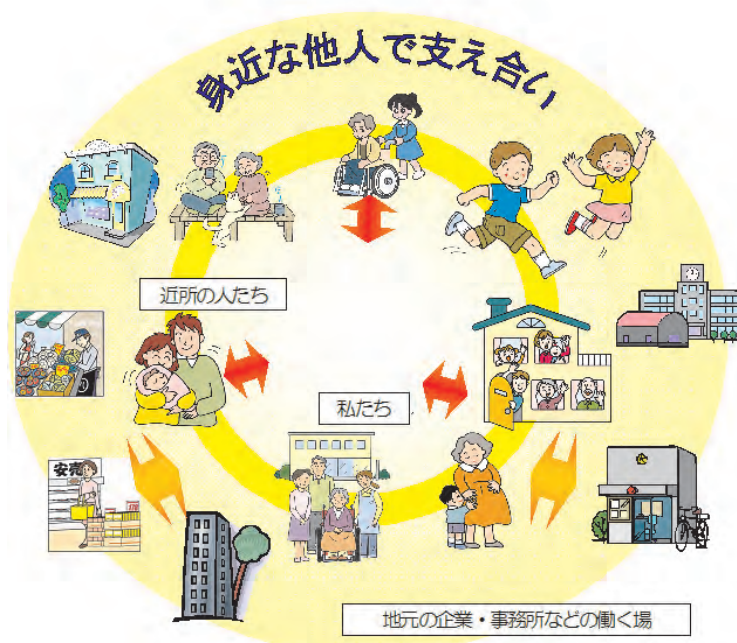 身近な他人で支え合い
近所の人たち
私たち
安売
地元の企業・事務所などの働く場